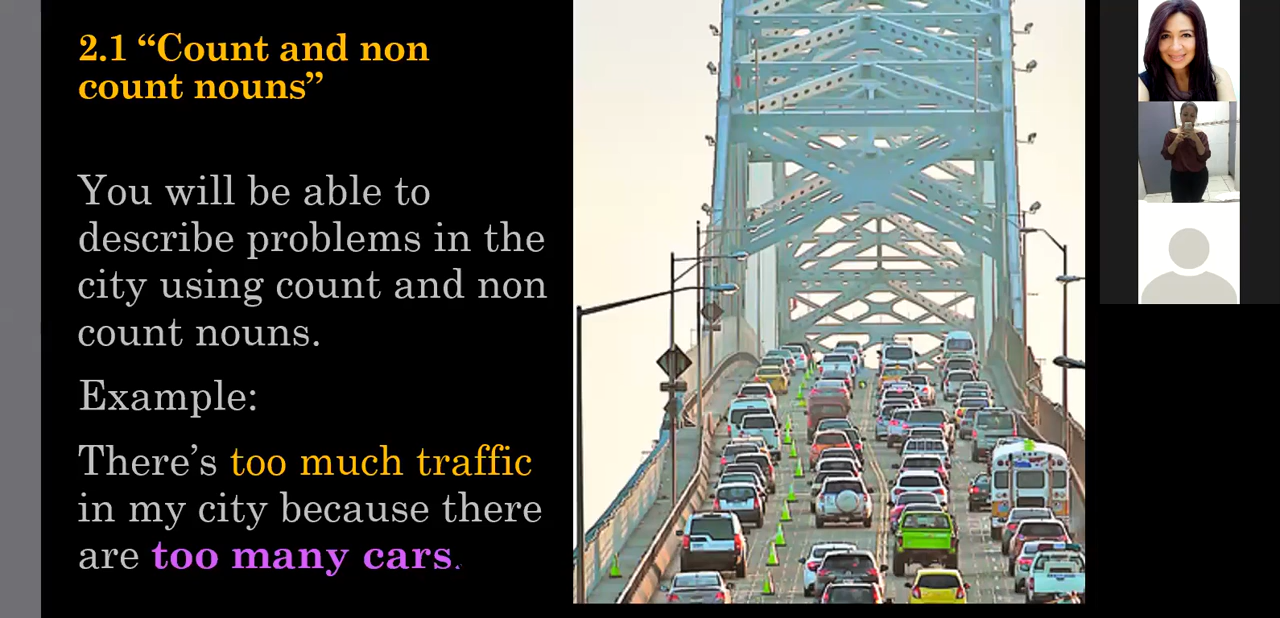 2.1 “Count and non
count nouns”
You will be able to
describe problems in the
city using count and non
count nouns.
Example:
There’s too much traffic
in my city because there
are too many cars.